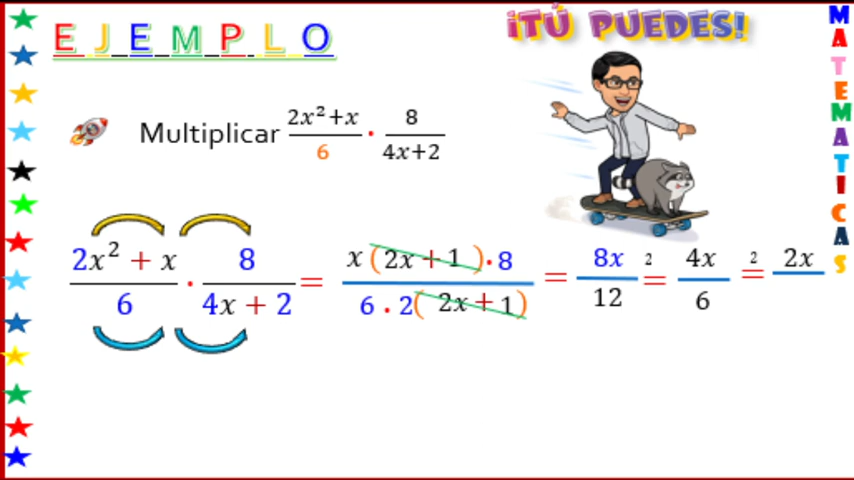 EJEMPLO
¡TÚ PUEDES!
MATEMATICAS
Multiplicar (2x²+x)/6 · 8/(4x+2)
(2x² + x)/6 · 8/(4x + 2) = (x(2x + 1)·8)/(6 · 2(2x + 1)) = 8x/12 =² 4x/6 =² 2x/